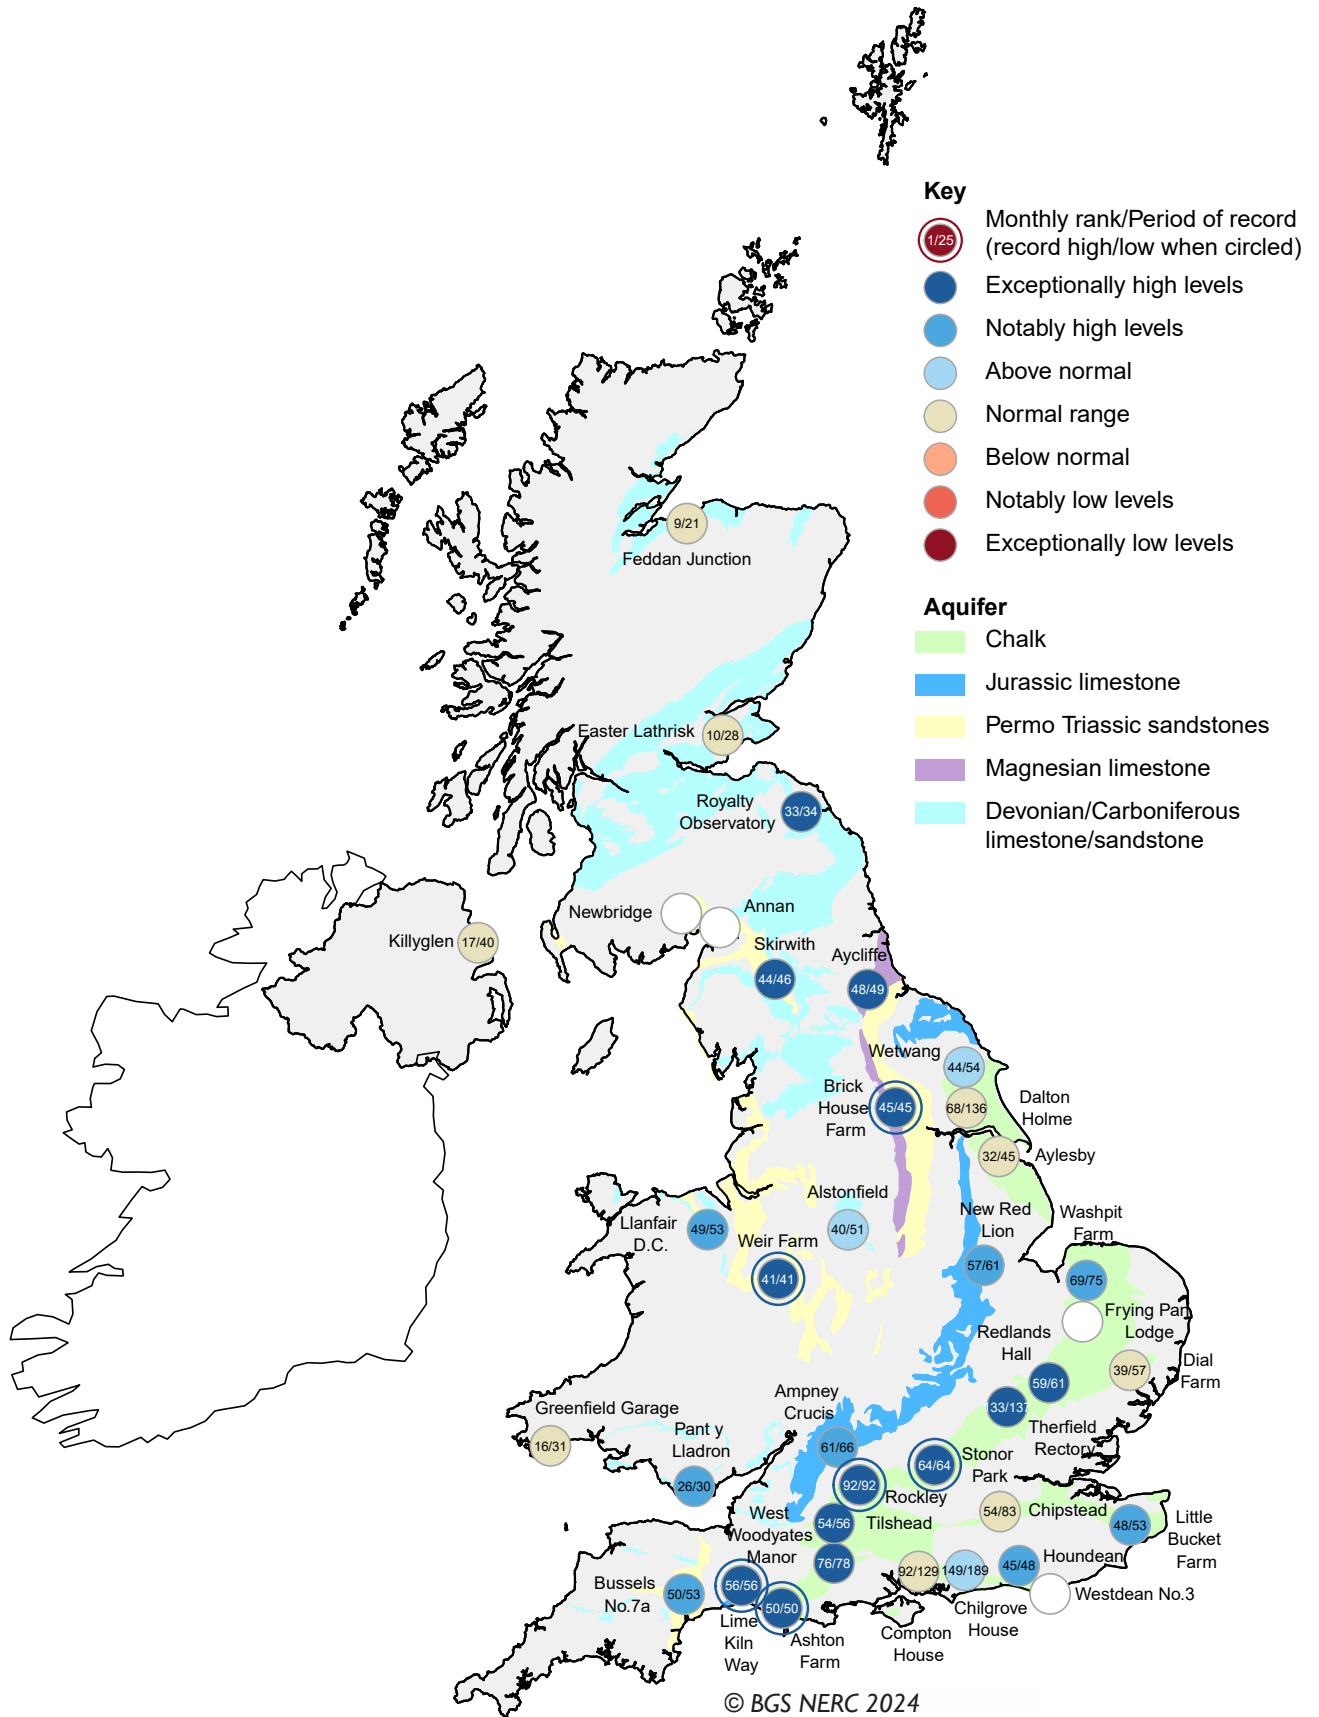 Key
1/25
Monthly rank/Period of record
(record high/low when circled)
Exceptionally high levels
Notably high levels
Above normal
Normal range
Below normal
Notably low levels
Exceptionally low levels
Aquifer
Chalk
Jurassic limestone
Permo Triassic sandstones
Magnesian limestone
Devonian/Carboniferous
limestone/sandstone
9/21
Feddan Junction
Easter Lathrisk
10/28
Royalty
Observatory
33/34
Newbridge
Annan
Killyglen
17/40
Skirwith
44/46
Aycliffe
48/49
Wetwang
44/54
Brick
House
Farm
45/45
68/136
Dalton
Holme
32/45
Aylesby
Llanfair
D.C.
49/53
Alstonfield
40/51
Weir Farm
41/41
New Red
Lion
57/61
Washpit
Farm
69/75
Frying Pan
Lodge
Redlands
Hall
59/61
39/57
Dial
Farm
133/137
Therfield
Rectory
Ampney
Crucis
61/66
Greenfield Garage
16/31
Pant y
Lladron
26/30
64/64
Stonor
Park
92/92
Rockley
West
Woodyates
Manor
54/56
Tilshead
76/78
54/83
Chipstead
48/53
Little
Bucket
Farm
Bussels
No.7a
50/53
56/56
Lime
Kiln
Way
50/50
Ashton
Farm
92/129
Compton
House
149/189
Chilgrove
House
45/48
Houndean
Westdean No.3
© BGS NERC 2024